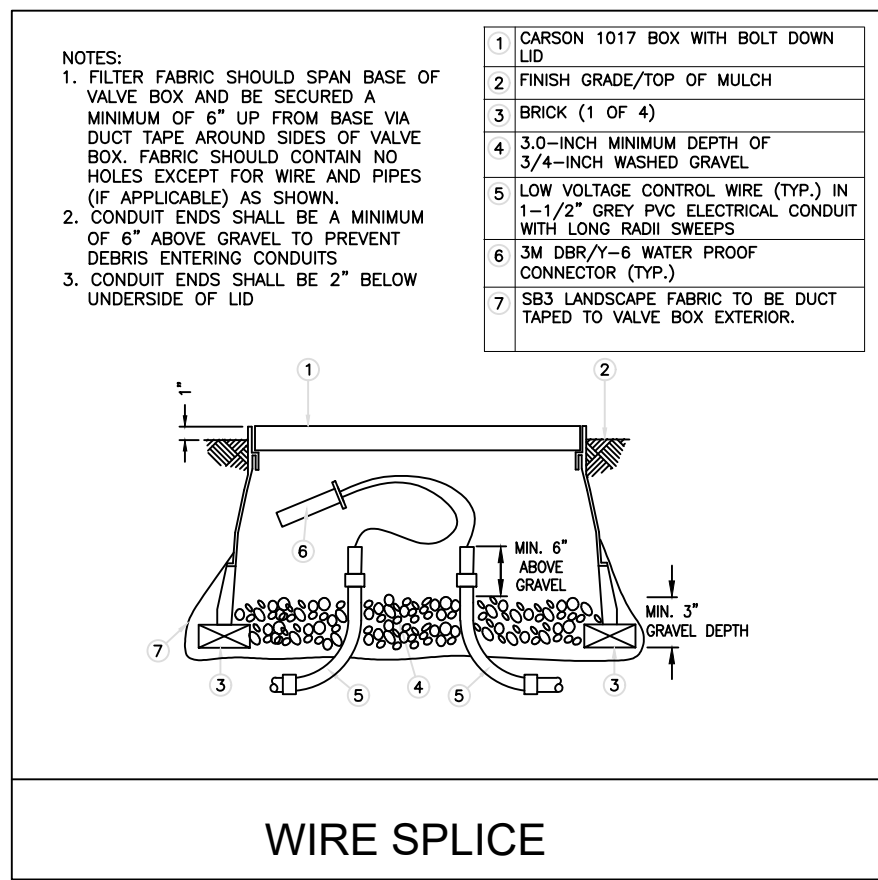 NOTES:
1. FILTER FABRIC SHOULD SPAN BASE OF
VALVE BOX AND BE SECURED A
MINIMUM OF 6" UP FROM BASE VIA
DUCT TAPE AROUND SIDES OF VALVE
BOX. FABRIC SHOULD CONTAIN NO
HOLES EXCEPT FOR WIRE AND PIPES
(IF APPLICABLE) AS SHOWN.
2. CONDUIT ENDS SHALL BE A MINIMUM
OF 6" ABOVE GRAVEL TO PREVENT
DEBRIS ENTERING CONDUITS
3. CONDUIT ENDS SHALL BE 2" BELOW
UNDERSIDE OF LID
1 CARSON 1017 BOX WITH BOLT DOWN
LID
2 FINISH GRADE/TOP OF MULCH
3 BRICK (1 OF 4)
4 3.0-INCH MINIMUM DEPTH OF
3/4-INCH WASHED GRAVEL
5 LOW VOLTAGE CONTROL WIRE (TYP.) IN
1-1/2" GREY PVC ELECTRICAL CONDUIT
WITH LONG RADII SWEEPS
6 3M DBR/Y-6 WATER PROOF
CONNECTOR (TYP.)
7 SB3 LANDSCAPE FABRIC TO BE DUCT
TAPED TO VALVE BOX EXTERIOR.
1 2
1"
6
MIN. 6"
ABOVE
GRAVEL
MIN. 3"
GRAVEL DEPTH
7
3 5 4 5 3
WIRE SPLICE